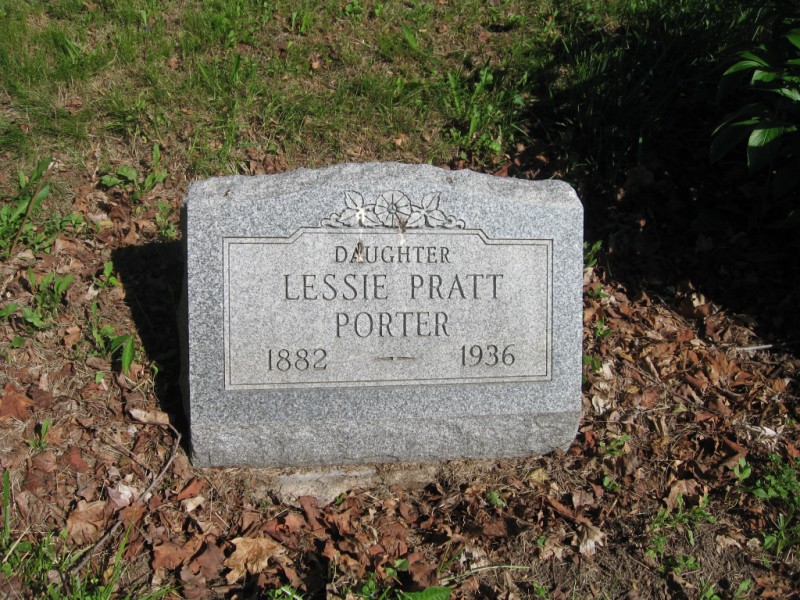 DAUGHTER
LESSIE PRATT
PORTER
1882 — 1936